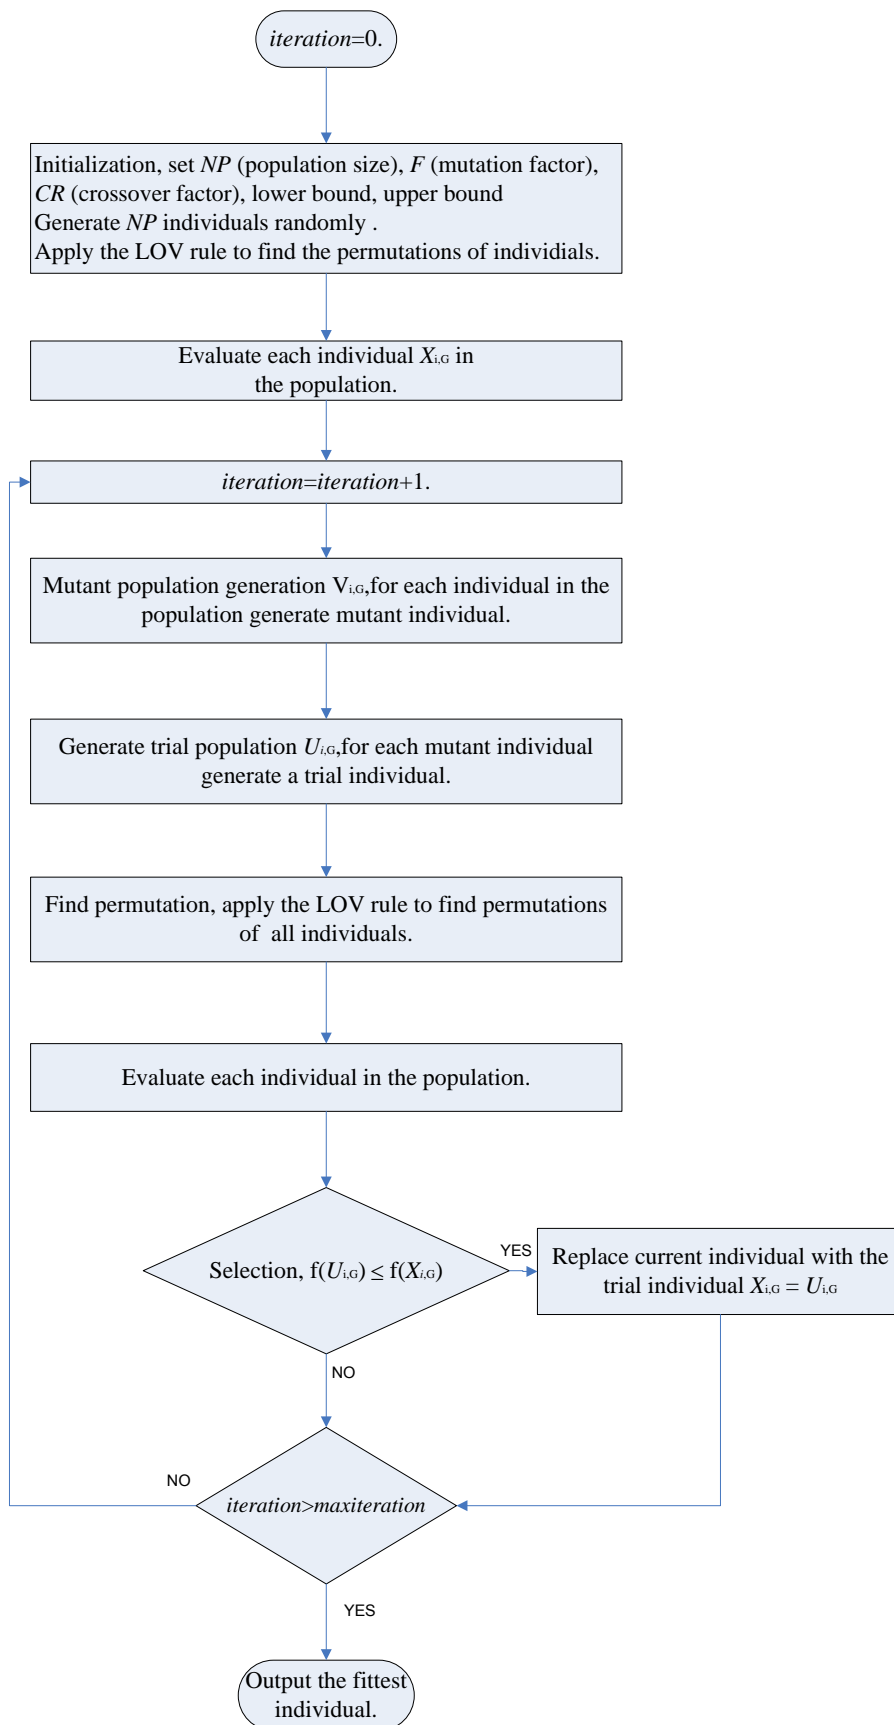 iteration=0.
Initialization, set NP (population size), F (mutation factor),
CR (crossover factor), lower bound, upper bound
Generate NP individuals randomly .
Apply the LOV rule to find the permutations of individials.
Evaluate each individual Xi,G in
the population.
iteration=iteration+1.
Mutant population generation Vi,G,for each individual in the
population generate mutant individual.
Generate trial population Ui,G,for each mutant individual
generate a trial individual.
Find permutation, apply the LOV rule to find permutations
of all individuals.
Evaluate each individual in the population.
Selection, f(Ui,G) ≤ f(Xi,G)
YES
Replace current individual with the
trial individual Xi,G = Ui,G
NO
NO
iteration>maxiteration
YES
Output the fittest
individual.